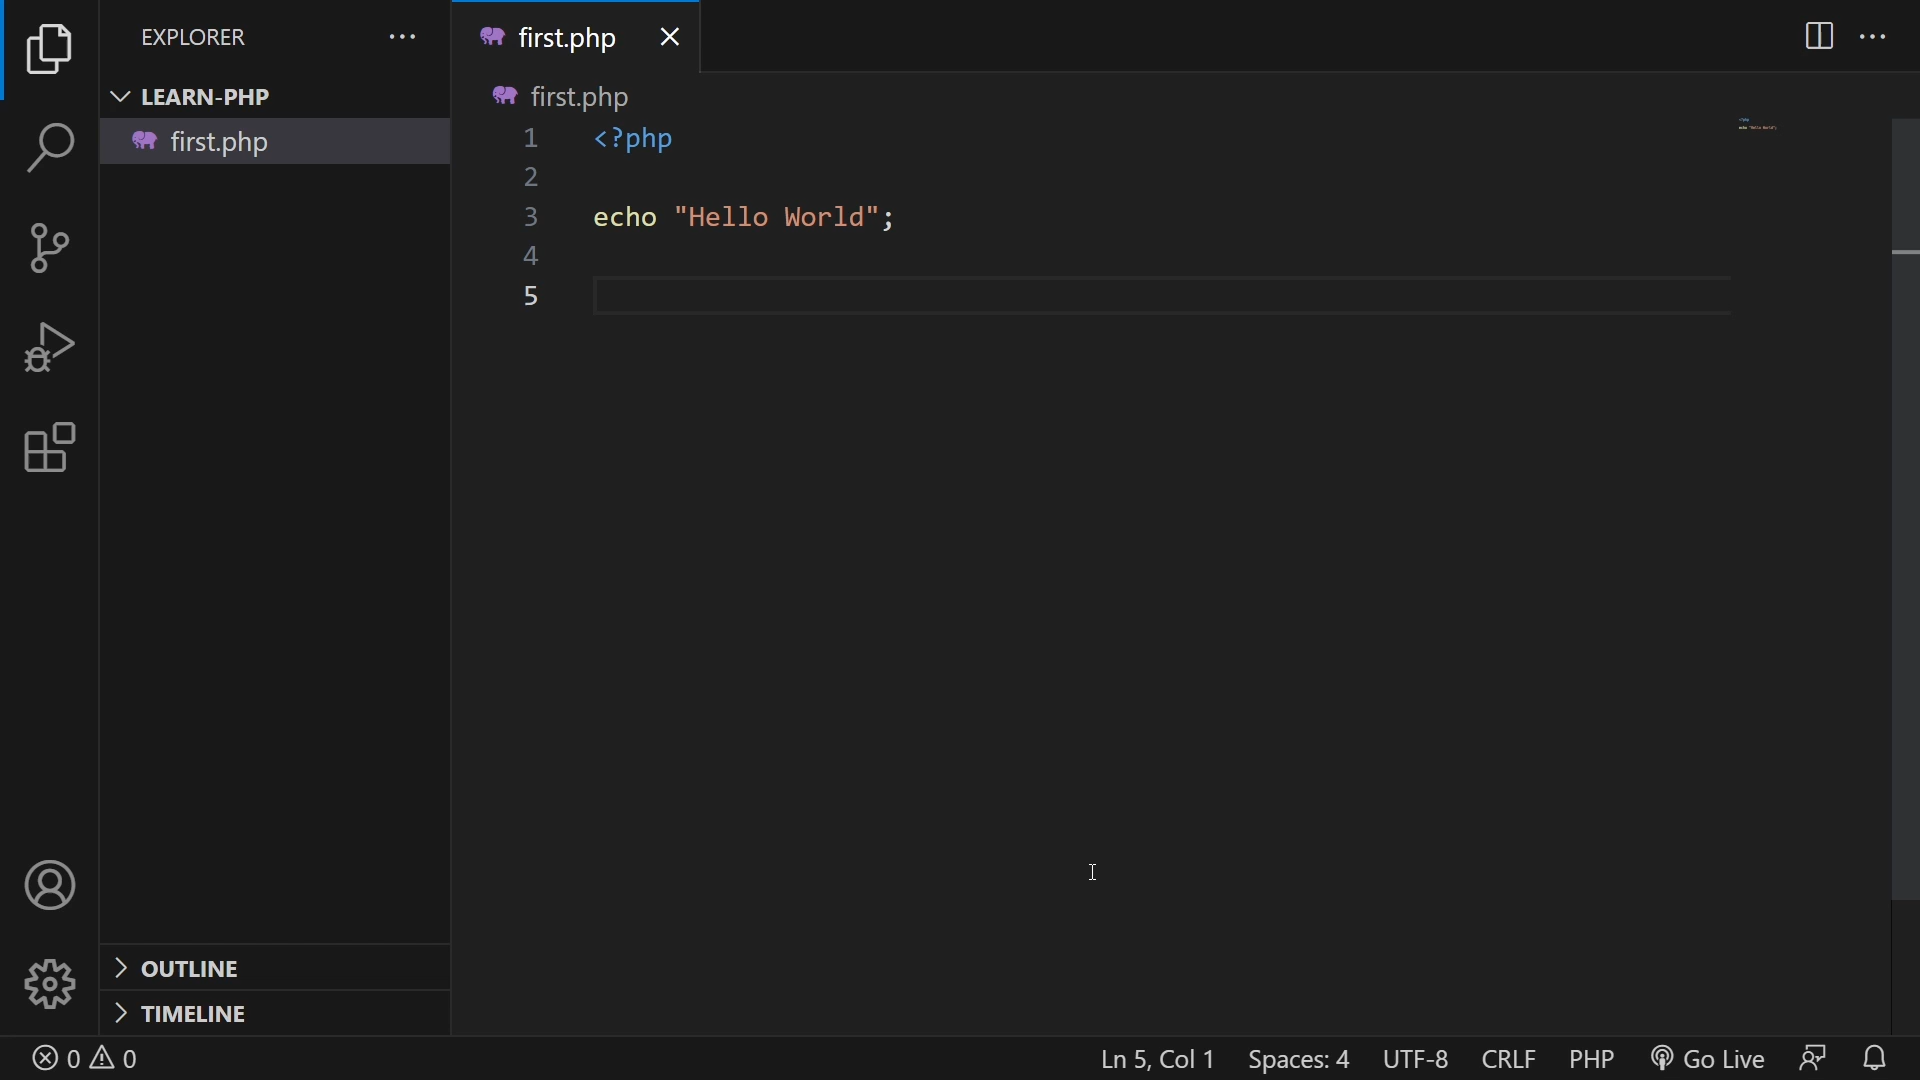 EXPLORER
LEARN-PHP
first.php
OUTLINE
TIMELINE
first.php
first.php
1 <?php
2
3 echo "Hello World";
4
5
0 0
Ln 5, Col 1 Spaces: 4 UTF-8 CRLF PHP Go Live